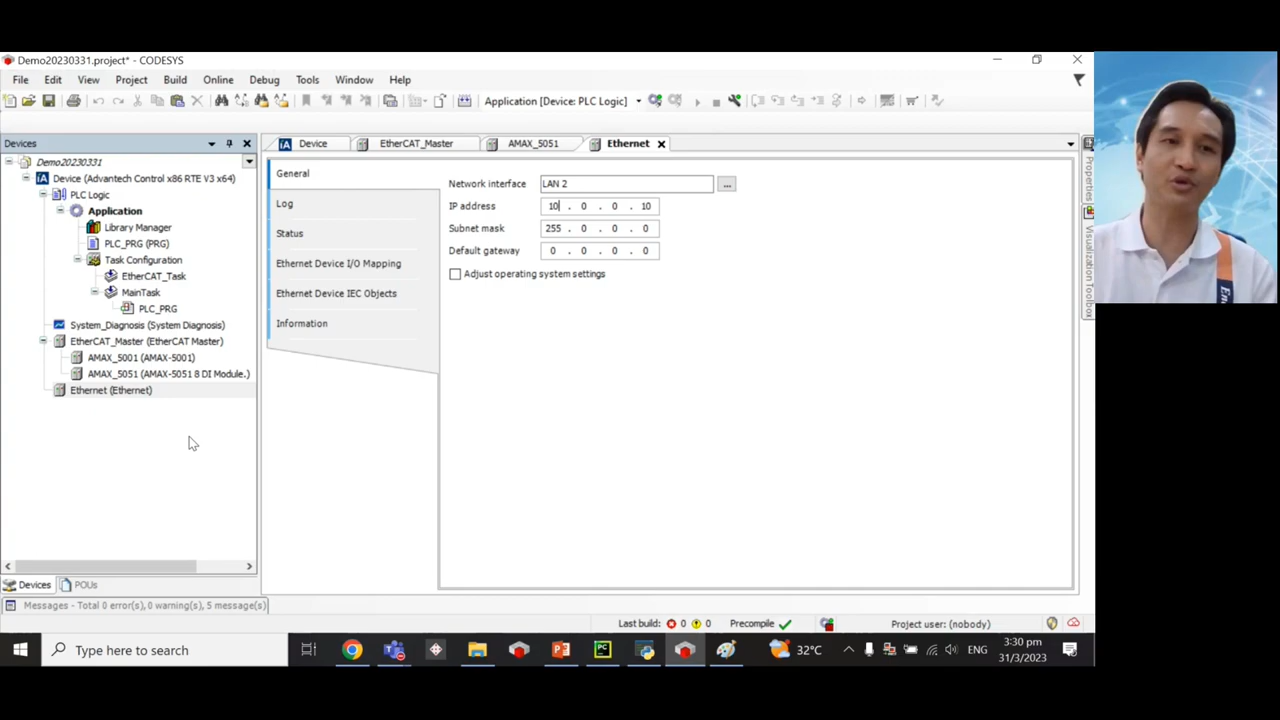 Demo20230331.project* - CODESYS
File Edit View Project Build Online Debug Tools Window Help
Application [Device: PLC Logic]
Devices
Device
EtherCAT_Master
AMAX_5051
Ethernet
Demo20230331
Device (Advantech Control x86 RTE V3 x64)
PLC Logic
Application
Library Manager
PLC_PRG (PRG)
Task Configuration
EtherCAT_Task
MainTask
PLC_PRG
System_Diagnosis (System Diagnosis)
EtherCAT_Master (EtherCAT Master)
AMAX_5001 (AMAX-5001)
AMAX_5051 (AMAX-5051 8 DI Module.)
Ethernet (Ethernet)
General
Log
Status
Ethernet Device I/O Mapping
Ethernet Device IEC Objects
Information
Network interface LAN 2 ...
IP address 10 . 0 . 0 . 10
Subnet mask 255 . 0 . 0 . 0
Default gateway 0 . 0 . 0 . 0
Adjust operating system settings
Properties
Visualization Toolbox
Devices POUs
Messages - Total 0 error(s), 0 warning(s), 5 message(s)
Last build: 0 0 Precompile Project user: (nobody)
Type here to search
PC
32°C
ENG
3:30 pm
31/3/2023